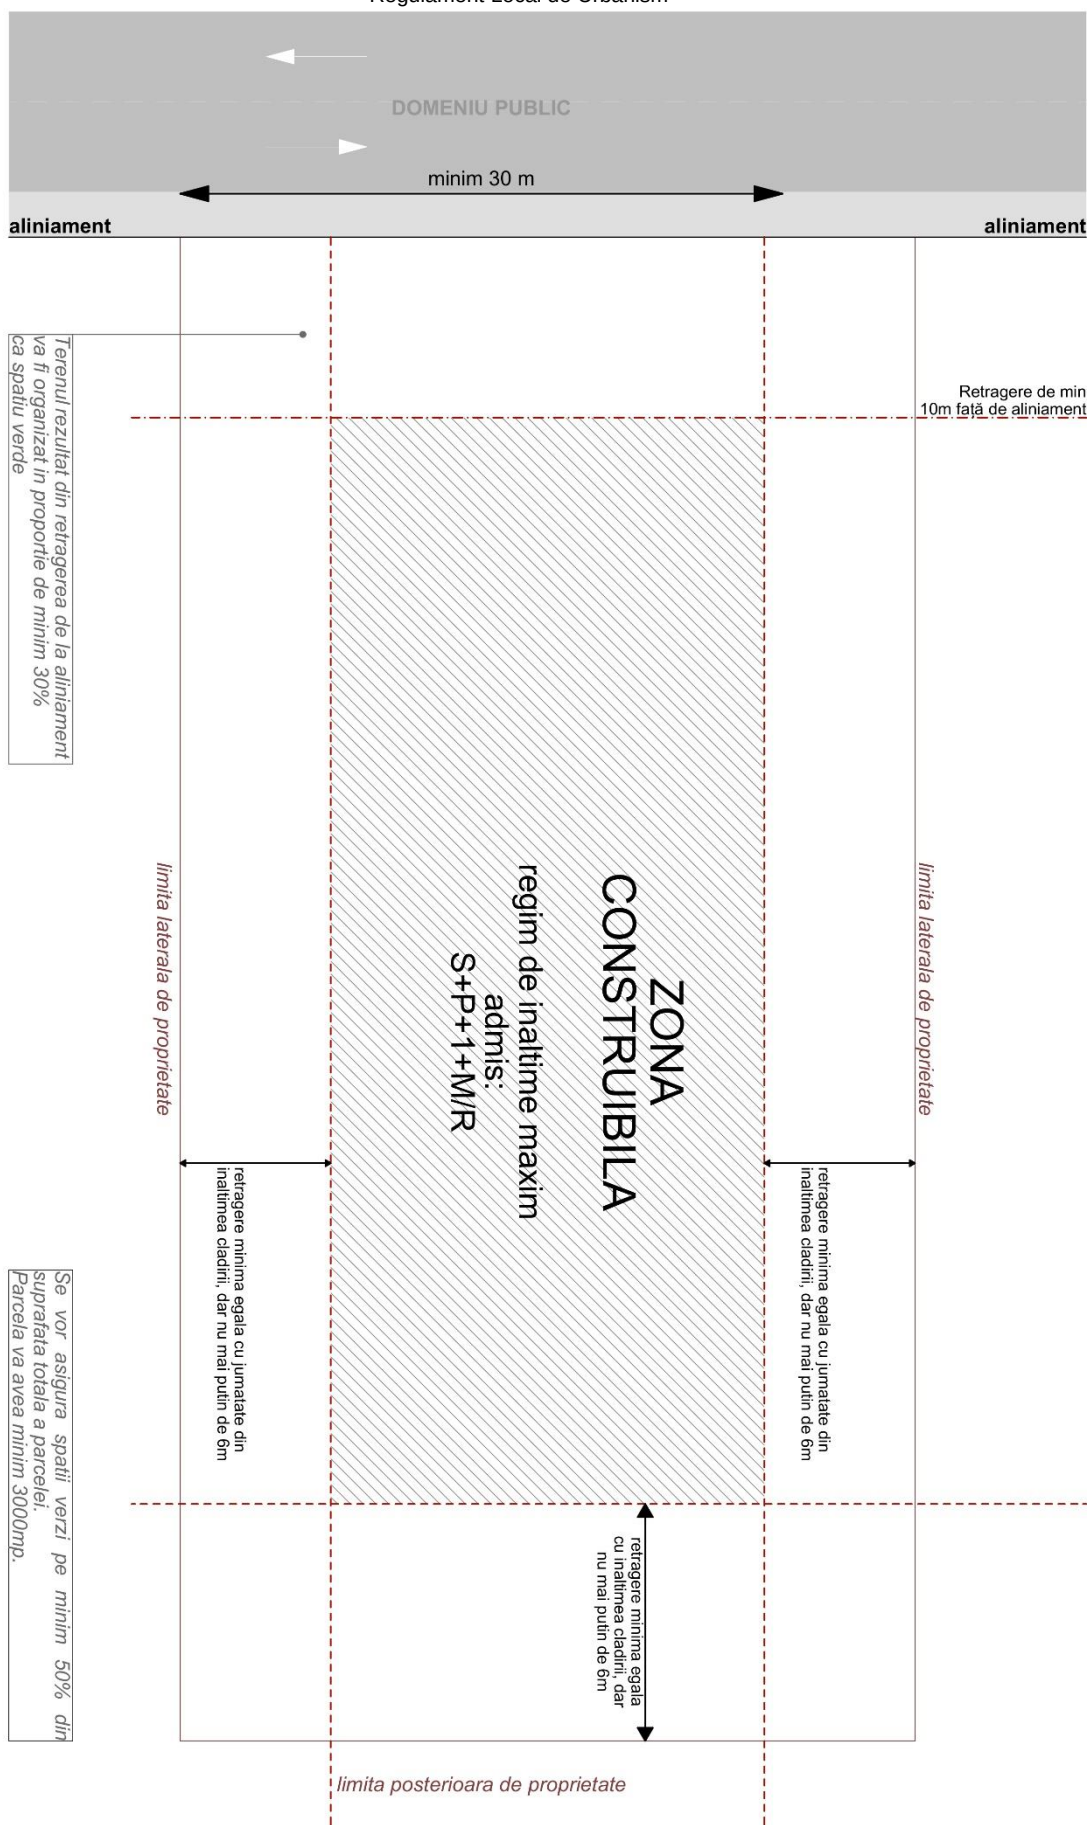 Regulament Local de Urbanism
DOMENIU PUBLIC
minim 30 m
aliniament
aliniament
Retragere de min
10m față de aliniament
Terenul rezultat din retragerea de la aliniament
va fi organizat in proportie de minim 30%
ca spatiu verde
limita laterala de proprietate
limita laterala de proprietate
ZONA
CONSTRUIBILA
regim de inaltime maxim
admis:
S+P+1+M/R
retragere minima egala cu jumatate din
inaltimea cladirii, dar nu mai putin de 6m
retragere minima egala cu jumatate din
inaltimea cladirii, dar nu mai putin de 6m
Se vor asigura spatii verzi pe minim 50% din
suprafata totala a parcelei.
Parcela va avea minim 3000mp.
retragere minima egala
cu inaltimea cladirii, dar
nu mai putin de 6m
limita posterioara de proprietate